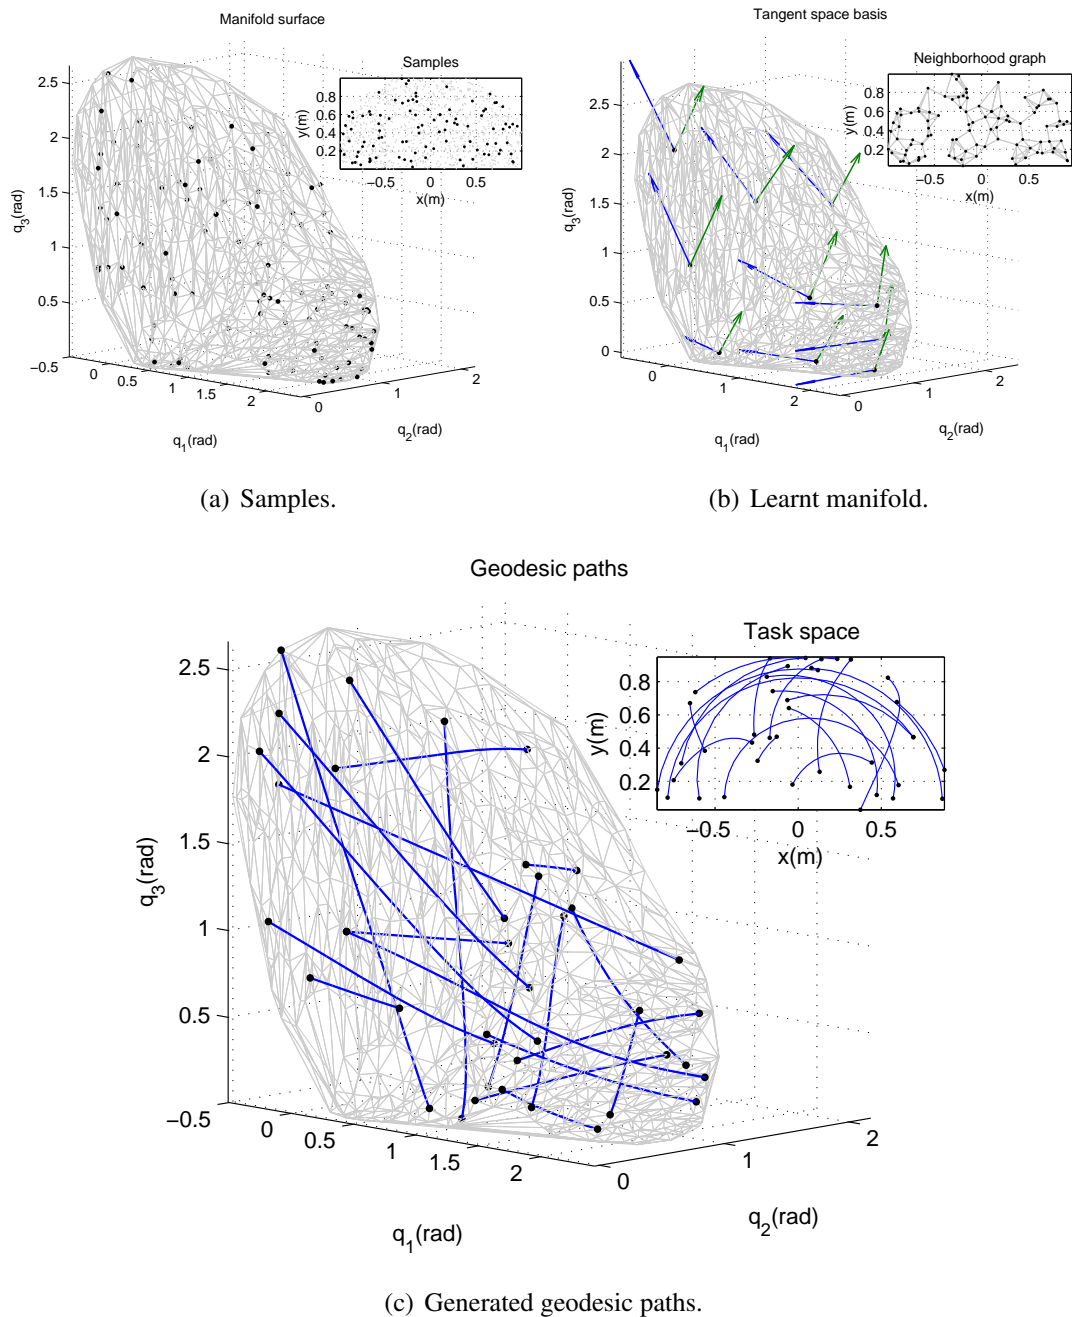 Manifold surface
Samples
y(m)
0.8
0.6
0.4
0.2
−0.5 0 0.5
x(m)
q3(rad)
2.5
2
1.5
1
0.5
−0.5
0 0.5 1 1.5 2
0 1 2
q1(rad)
q2(rad)
(a) Samples.
Tangent space basis
Neighborhood graph
y(m)
0.8
0.6
0.4
0.2
−0.5 0 0.5
x(m)
q3(rad)
2.5
2
1.5
1
0.5
0
0 1 2
0 1 2
q1(rad)
q2(rad)
(b) Learnt manifold.
Geodesic paths
Task space
y(m)
0.8
0.6
0.4
0.2
−0.5 0 0.5
x(m)
q3(rad)
2.5
2
1.5
1
0.5
−0.5
0 0.5 1 1.5 2
0 1 2
q1(rad)
q2(rad)
(c) Generated geodesic paths.